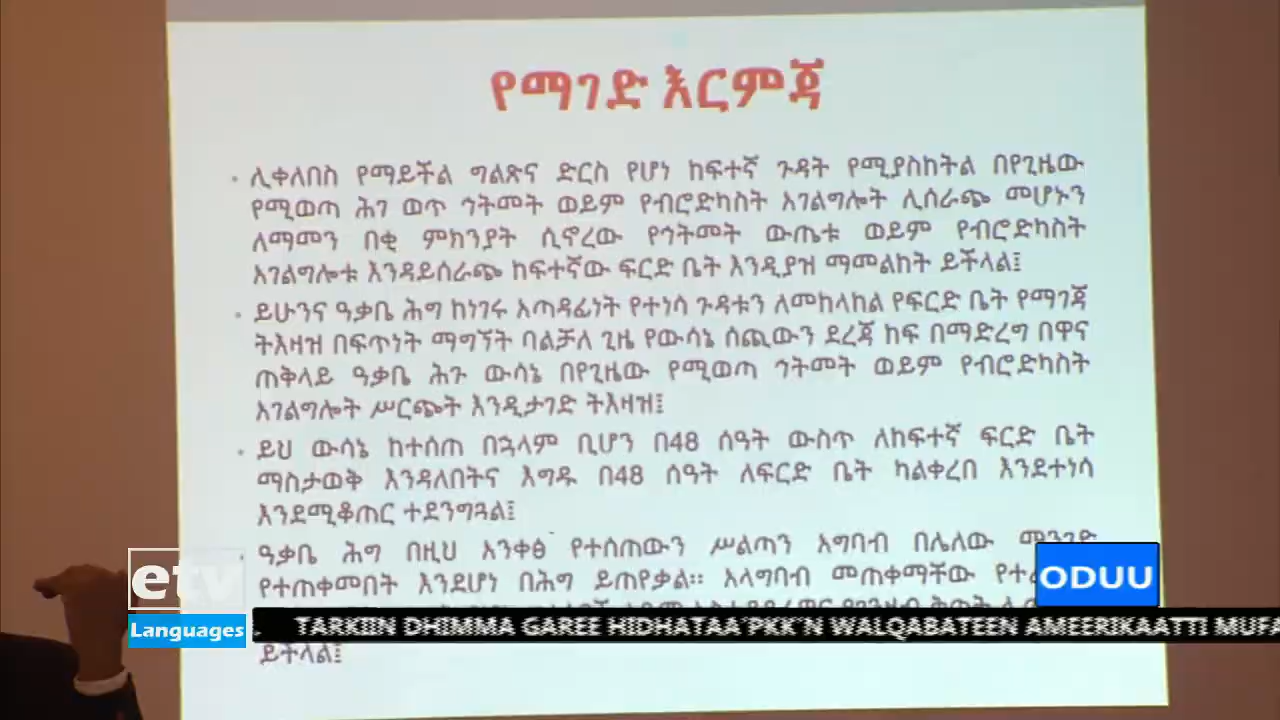 የማገድ እርምጃ
• ሊቀለበስ የማይችል ግልጽና ድርስ የሆነ ከፍተኛ ጉዳት የሚያስከትል በየጊዜው
የሚወጣ ሕገ ወጥ ኅትመት ወይም የብሮድካስት አገልግሎት ሊሰራጭ መሆኑን
ለማመን በቂ ምክንያት ሲኖረው የኅትመት ውጤቱ ወይም የብሮድካስት
አገልግሎቱ እንዳይሰራጭ ከፍተኛው ፍርድ ቤት እንዲያዝ ማመልከት ይችላል፤
• ይሁንና ዓቃቤ ሕግ ከነገሩ አጣዳፊነት የተነሳ ጉዳቱን ለመከላከል የፍርድ ቤት የማገጃ
ትእዛዝ በፍጥነት ማግኘት ባልቻለ ጊዜ የውሳኔ ሰጪውን ደረጃ ከፍ በማድረግ በዋና
ጠቅላይ ዓቃቤ ሕጉ ውሳኔ በየጊዜው የሚወጣ ኅትመት ወይም የብሮድካስት
አገልግሎት ሥርጭት እንዲታገድ ትእዛዝ፤
• ይህ ውሳኔ ከተሰጠ በኋላም ቢሆን በ48 ሰዓት ውስጥ ለከፍተኛ ፍርድ ቤት
ማስታወቅ እንዳለበትና እግዱ በ48 ሰዓት ለፍርድ ቤት ካልቀረበ እንደተነሳ
እንደሚቆጠር ተደንግጓል፤
ዓቃቤ ሕግ በዚህ አንቀፅ የተሰጠውን ሥልጣን አግባብ በሌለው መንገድ
የተጠቀመበት እንደሆነ በሕግ ይጠየቃል። አላግባብ መጠቀማቸው
ይችላል፤
etv
Languages
ODUU
TARKIIN DHIMMA GAREE HIDHATAA'PKK'N WALQABATEEN AMEERIKAATTI MUFA